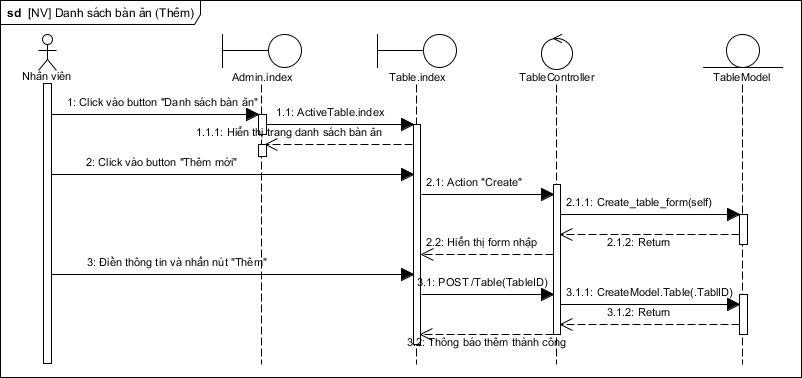 sd [NV] Danh sách bàn ăn (Thêm)
Nhân viên
Admin.index
Table.index
TableController
TableModel
1: Click vào button "Danh sách bàn ăn"
1.1: ActiveTable.index
1.1.1: Hiển thị trang danh sách bàn ăn
2: Click vào button "Thêm mới"
2.1: Action "Create"
2.1.1: Create_table_form(self)
2.1.2: Return
2.2: Hiển thị form nhập
3: Điền thông tin và nhấn nút "Thêm"
3.1: POST /Table(TableID)
3.1.1: CreateModel.Table(.TablID)
3.1.2: Return
3.2: Thông báo thêm thành công